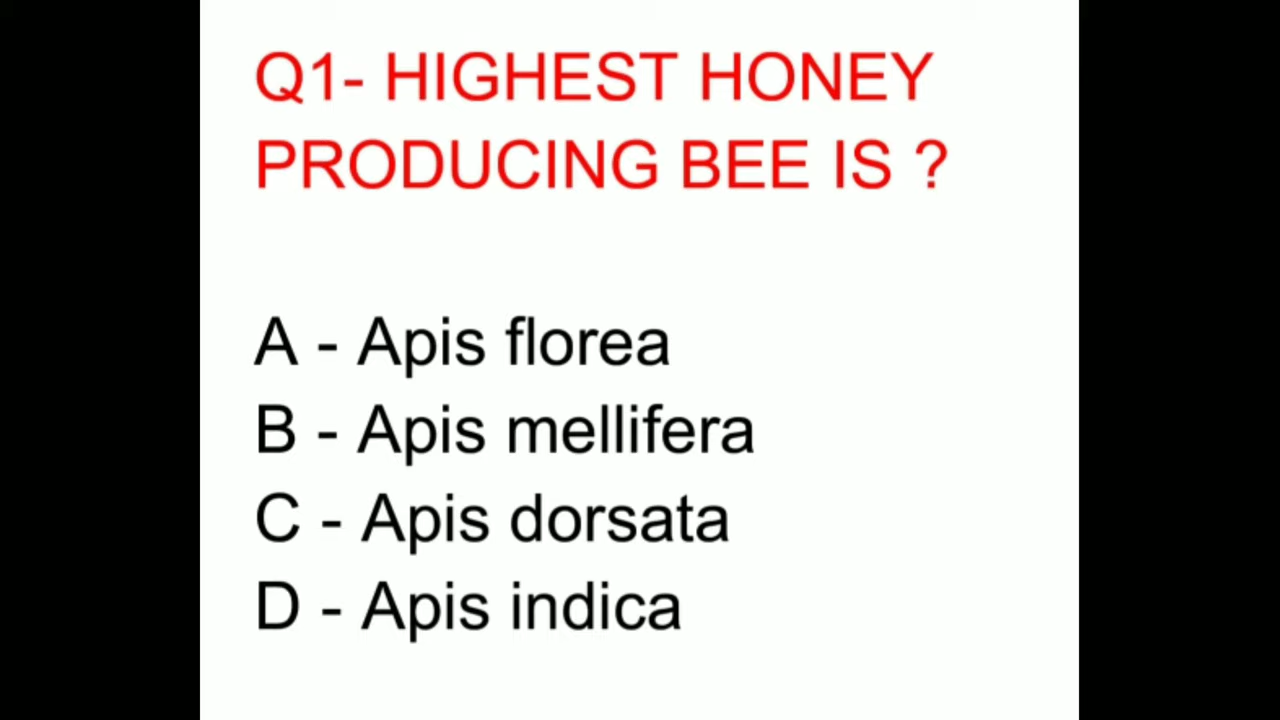 Q1- HIGHEST HONEY
PRODUCING BEE IS ?
A - Apis florea
B - Apis mellifera
C - Apis dorsata
D - Apis indica